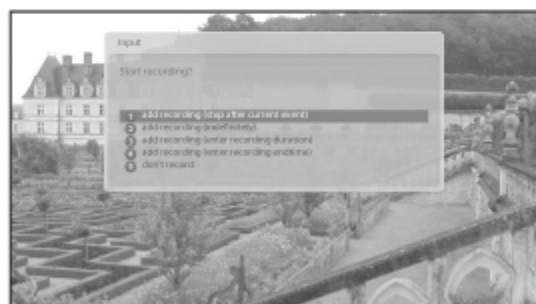 Input
Start recording?
1 add recording (stop after current event)
2 add recording (indefinitely)
3 add recording (enter recording duration)
4 add recording (enter recording endtime)
5 don't record